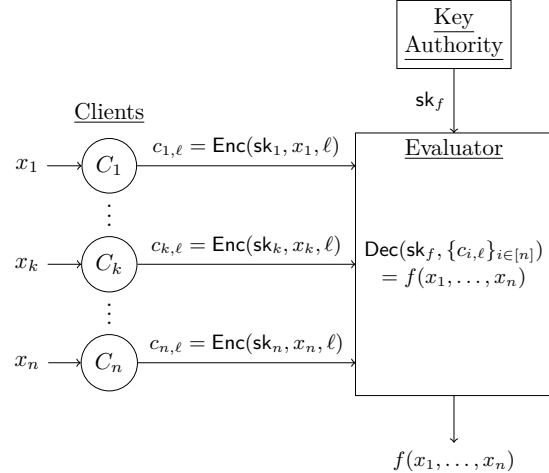 Key
Authority
sk_f
Clients
Evaluator
x_1
C_1
c_{1,ℓ} = Enc(sk_1, x_1, ℓ)
⋮
x_k
C_k
c_{k,ℓ} = Enc(sk_k, x_k, ℓ)
Dec(sk_f, {c_{i,ℓ}}_{i∈[n]})
= f(x_1, . . . , x_n)
⋮
x_n
C_n
c_{n,ℓ} = Enc(sk_n, x_n, ℓ)
f(x_1, . . . , x_n)